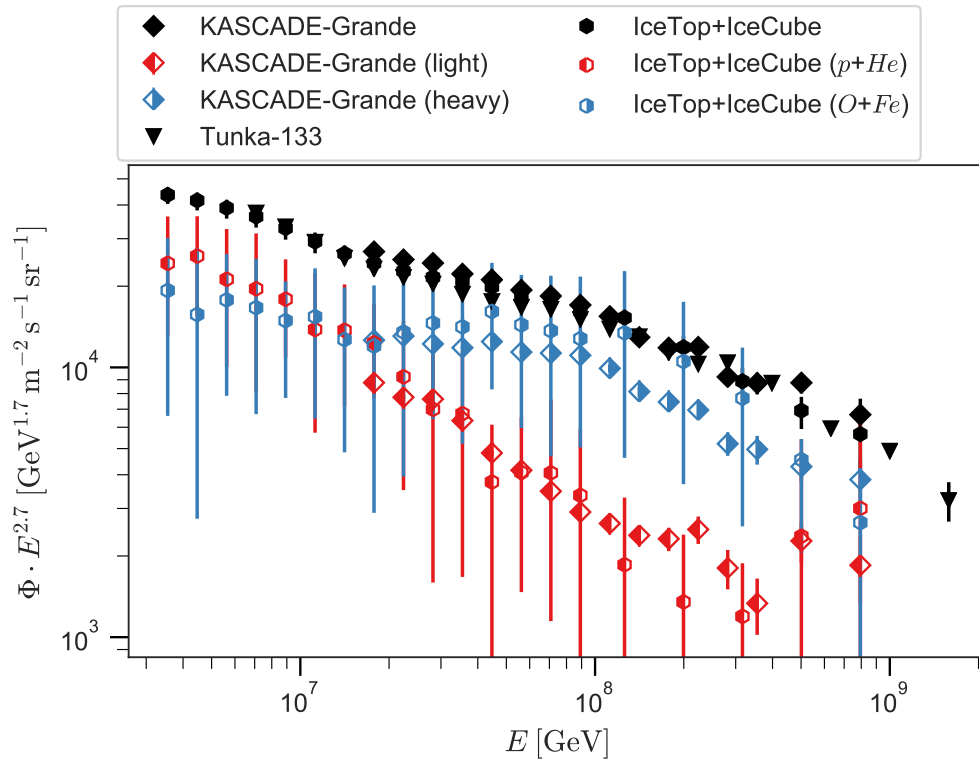 KASCADE-Grande
KASCADE-Grande (light)
KASCADE-Grande (heavy)
Tunka-133
IceTop+IceCube
IceTop+IceCube (p+He)
IceTop+IceCube (O+Fe)
Φ · E^2.7 [GeV^1.7 m^−2 s^−1 sr^−1]
10^4
10^3
10^7 10^8 10^9
E [GeV]